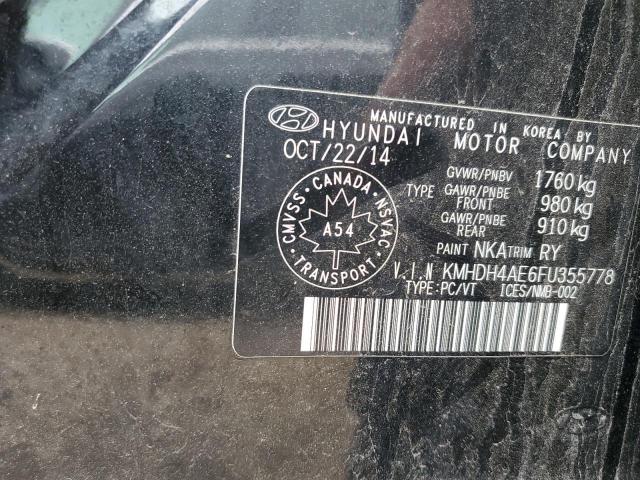 MANUFACTURED IN KOREA BY
HYUNDAI MOTOR COMPANY
OCT/22/14
GVWR/PNBV 1760 kg
TYPE GAWR/PNBE FRONT 980 kg
GAWR/PNBE REAR 910 kg
CANADA
CMVSS NSVAC
A54
TRANSPORT
PAINT NKA TRIM RY
V.I.N KMHDH4AE6FU355778
TYPE:PC/VT ICES/NMB-002